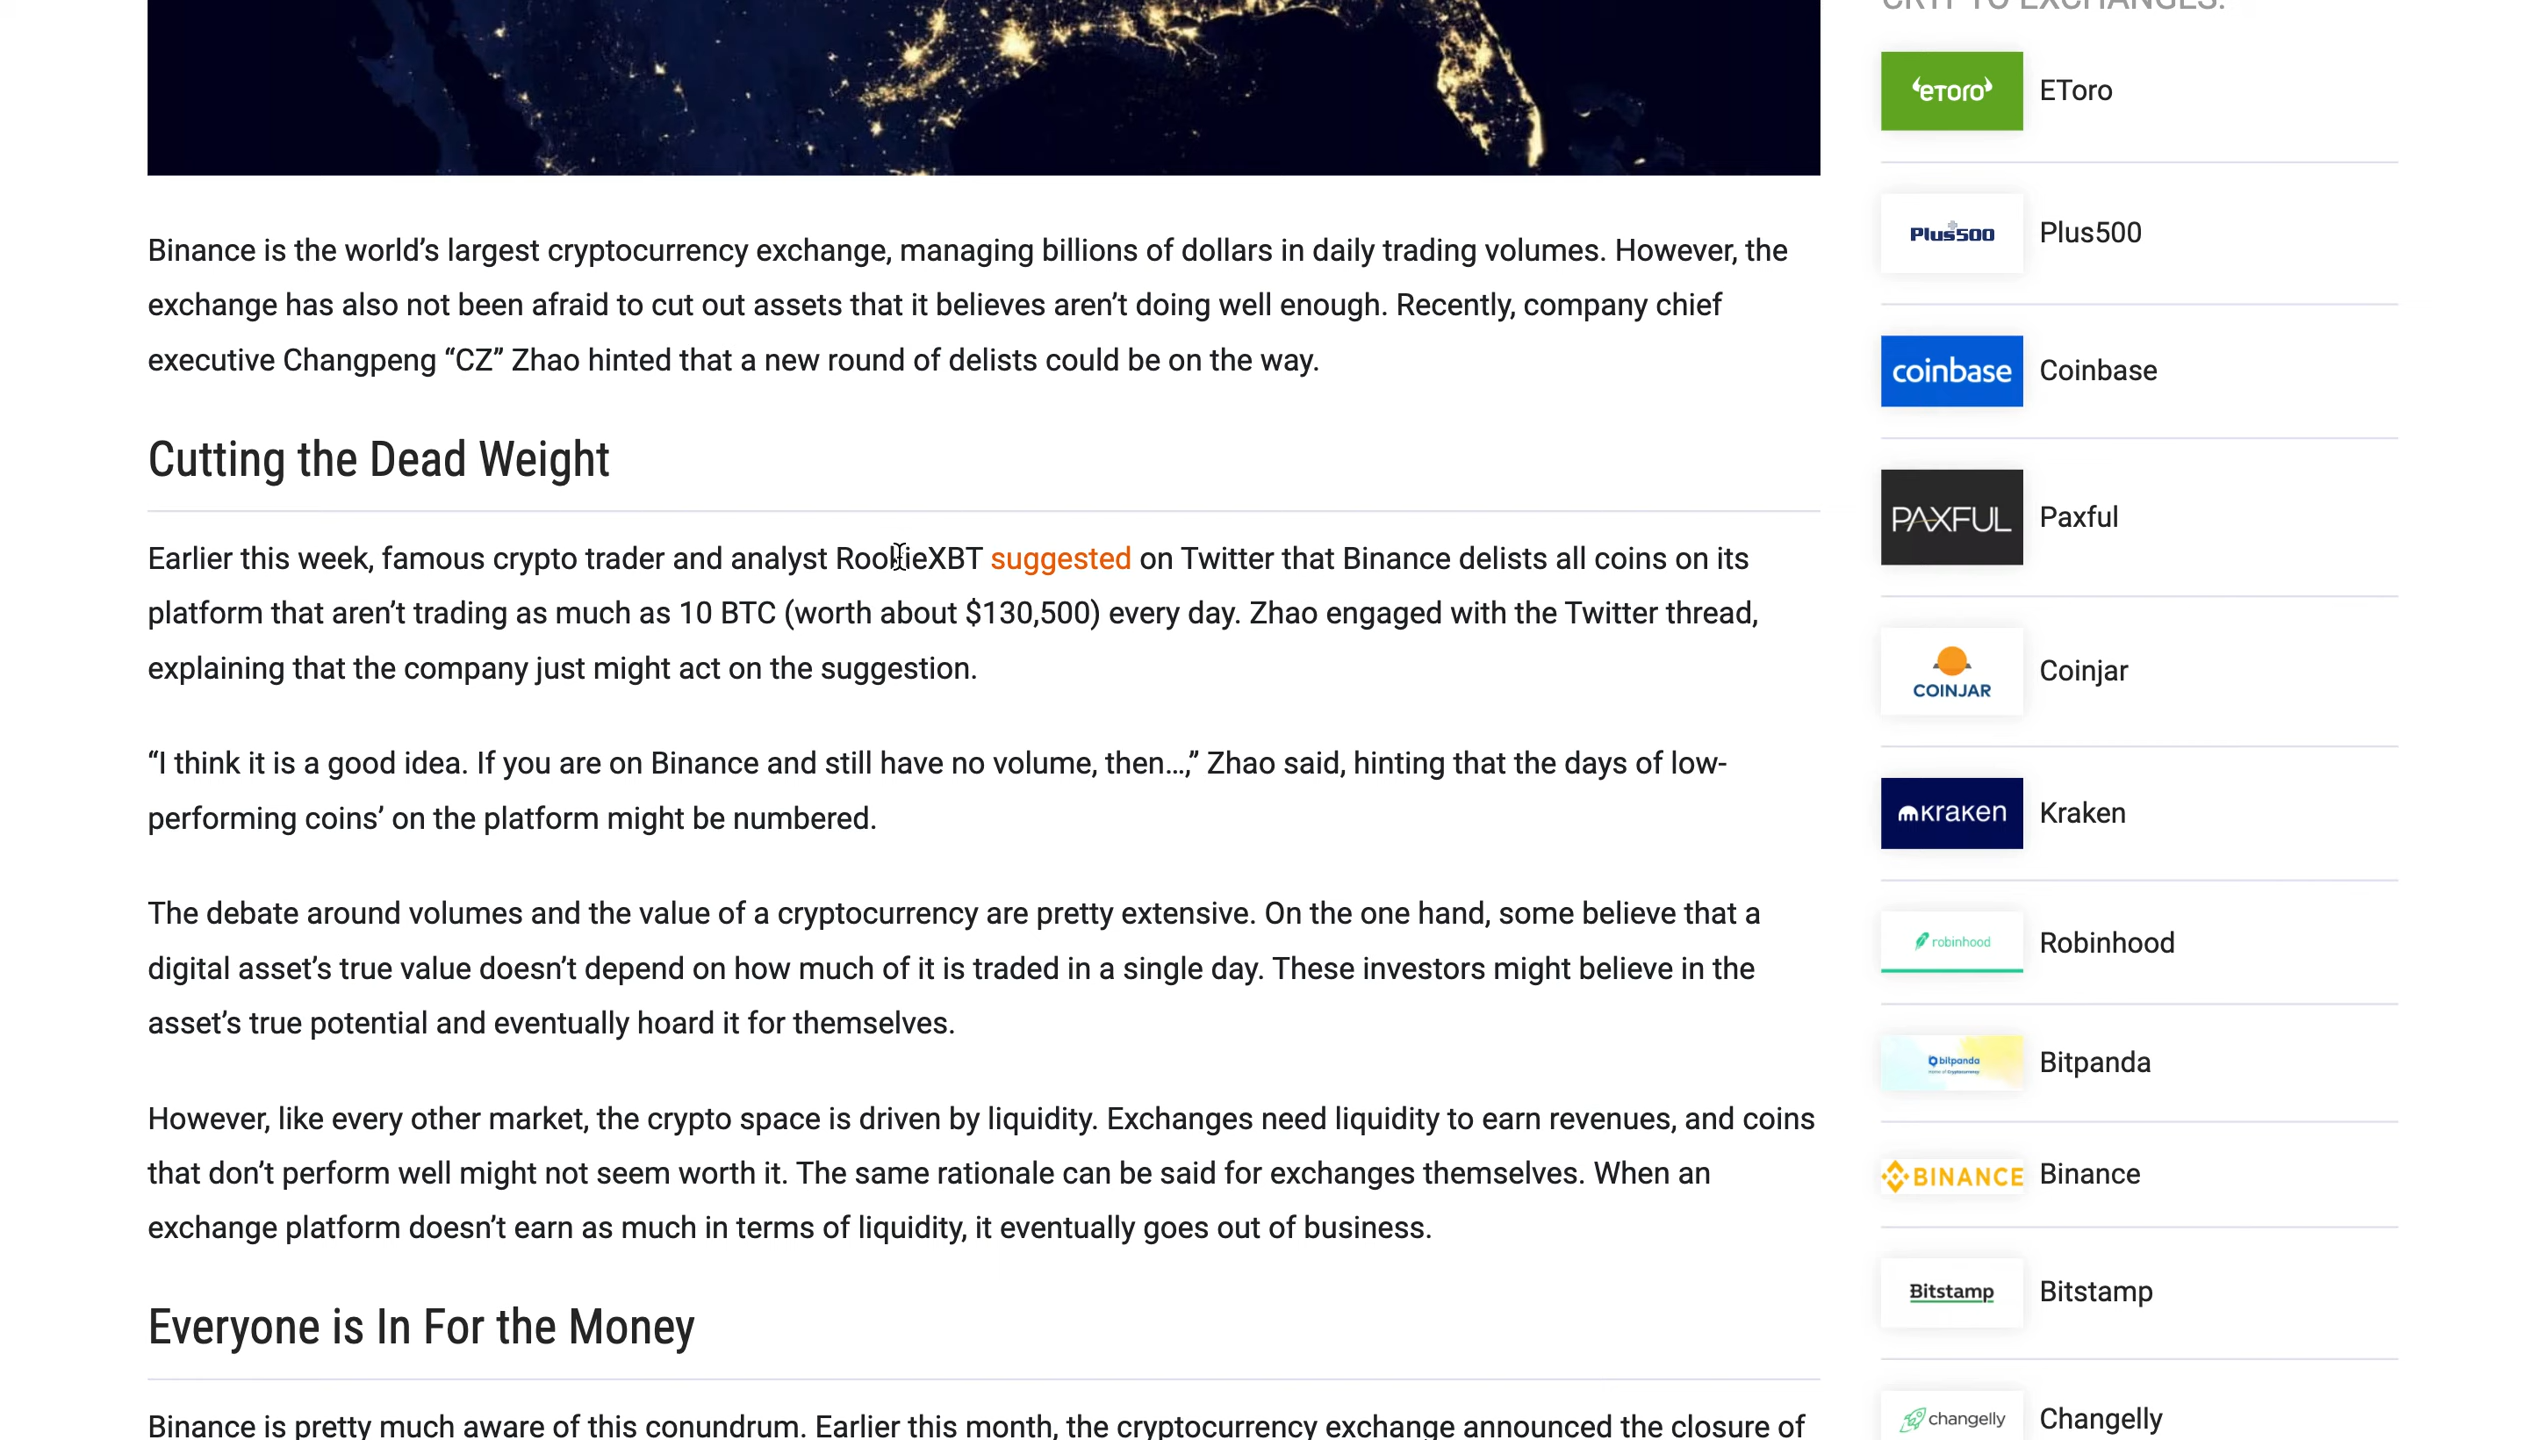 CRYPTO EXCHANGES:
eToro
EToro
Plus500
Plus500
coinbase
Coinbase
PAXFUL
Paxful
COINJAR
Coinjar
kraken
Kraken
robinhood
Robinhood
bitpanda
Bitpanda
BINANCE
Binance
Bitstamp
Bitstamp
changelly
Changelly
Binance is the world’s largest cryptocurrency exchange, managing billions of dollars in daily trading volumes. However, the
exchange has also not been afraid to cut out assets that it believes aren’t doing well enough. Recently, company chief
executive Changpeng “CZ” Zhao hinted that a new round of delists could be on the way.
Cutting the Dead Weight
Earlier this week, famous crypto trader and analyst RookieXBT suggested on Twitter that Binance delists all coins on its
platform that aren’t trading as much as 10 BTC (worth about $130,500) every day. Zhao engaged with the Twitter thread,
explaining that the company just might act on the suggestion.
“I think it is a good idea. If you are on Binance and still have no volume, then…,” Zhao said, hinting that the days of low-
performing coins’ on the platform might be numbered.
The debate around volumes and the value of a cryptocurrency are pretty extensive. On the one hand, some believe that a
digital asset’s true value doesn’t depend on how much of it is traded in a single day. These investors might believe in the
asset’s true potential and eventually hoard it for themselves.
However, like every other market, the crypto space is driven by liquidity. Exchanges need liquidity to earn revenues, and coins
that don’t perform well might not seem worth it. The same rationale can be said for exchanges themselves. When an
exchange platform doesn’t earn as much in terms of liquidity, it eventually goes out of business.
Everyone is In For the Money
Binance is pretty much aware of this conundrum. Earlier this month, the cryptocurrency exchange announced the closure of